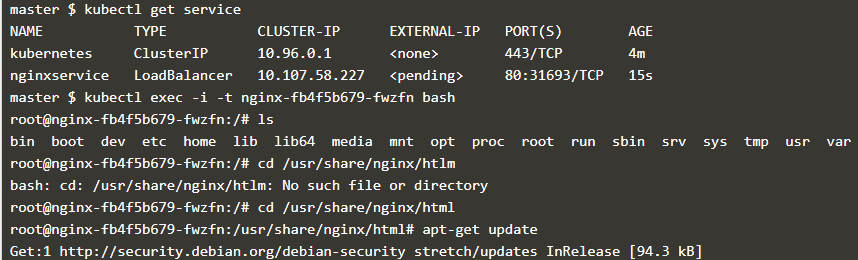 master $ kubectl get service
NAME TYPE CLUSTER-IP EXTERNAL-IP PORT(S) AGE
kubernetes ClusterIP 10.96.0.1 <none> 443/TCP 4m
nginxservice LoadBalancer 10.107.58.227 <pending> 80:31693/TCP 15s
master $ kubectl exec -i -t nginx-fb4f5b679-fwzfn bash
root@nginx-fb4f5b679-fwzfn:/# ls
bin boot dev etc home lib lib64 media mnt opt proc root run sbin srv sys tmp usr var
root@nginx-fb4f5b679-fwzfn:/# cd /usr/share/nginx/htlm
bash: cd: /usr/share/nginx/htlm: No such file or directory
root@nginx-fb4f5b679-fwzfn:/# cd /usr/share/nginx/html
root@nginx-fb4f5b679-fwzfn:/usr/share/nginx/html# apt-get update
Get:1 http://security.debian.org/debian-security stretch/updates InRelease [94.3 kB]